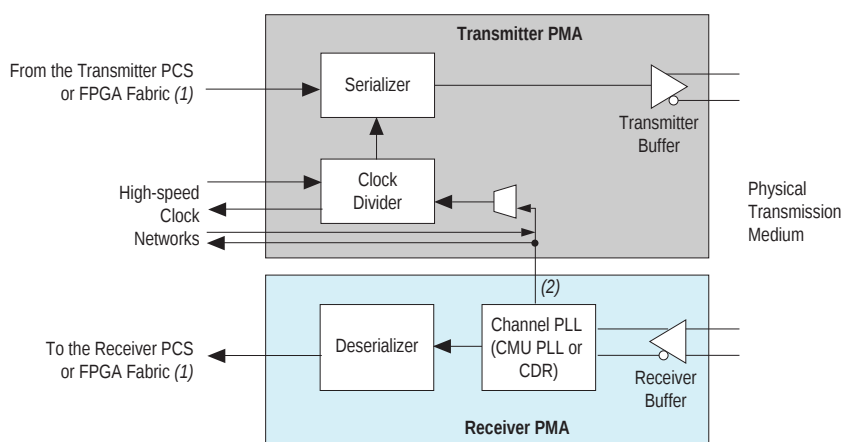 Transmitter PMA
From the Transmitter PCS
or FPGA Fabric (1)
Serializer
Transmitter
Buffer
High-speed
Clock
Networks
Clock
Divider
Physical
Transmission
Medium
(2)
To the Receiver PCS
or FPGA Fabric (1)
Deserializer
Channel PLL
(CMU PLL or
CDR)
Receiver
Buffer
Receiver PMA